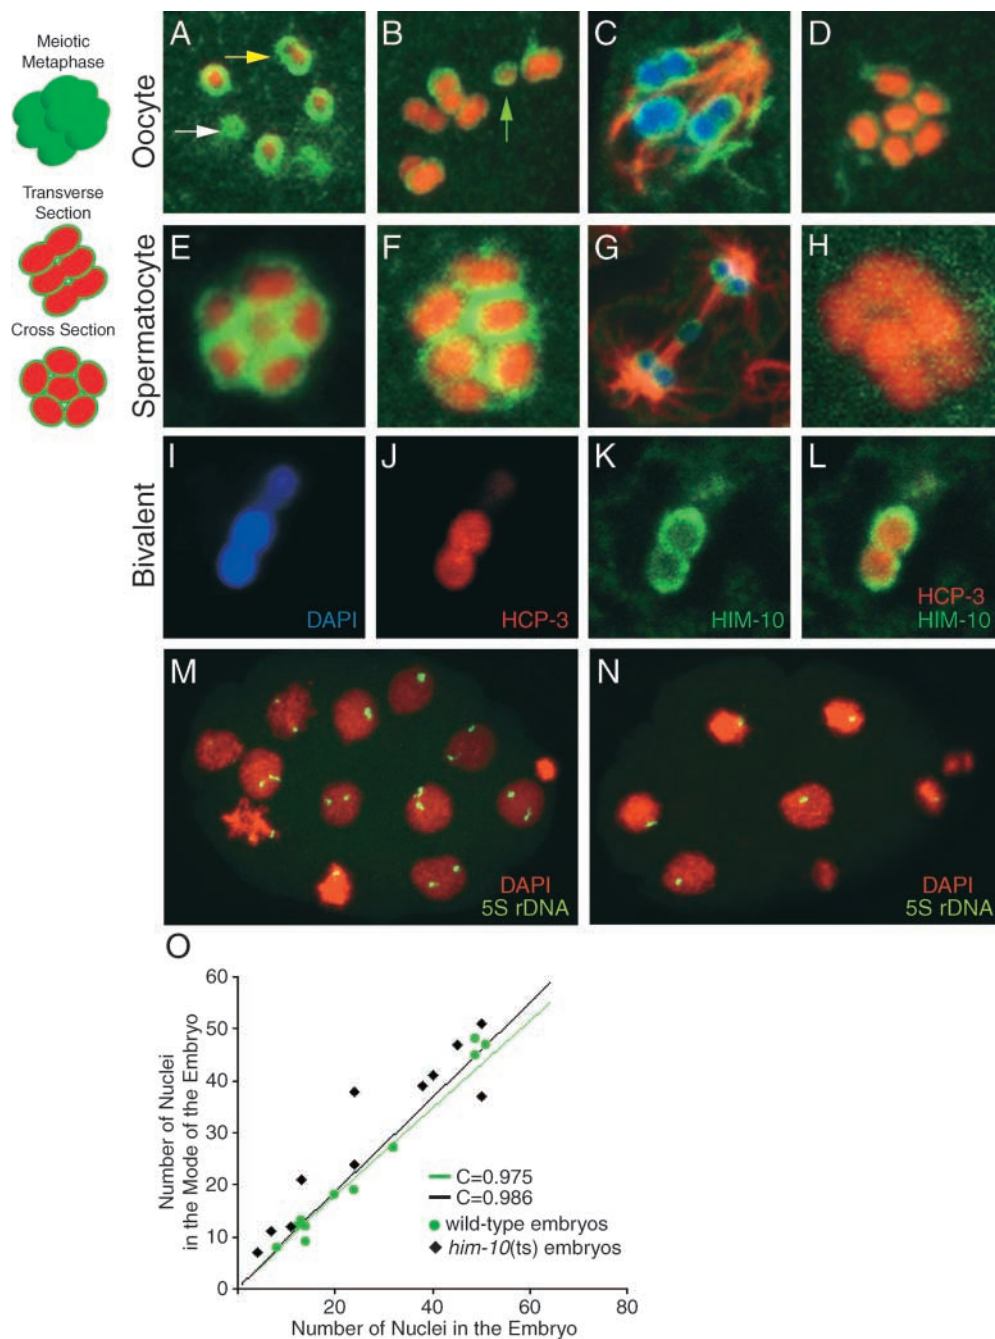 Meiotic
Metaphase
Transverse
Section
Cross Section
Oocyte
A
B
C
D
Spermatocyte
E
F
G
H
Bivalent
I
DAPI
J
HCP-3
K
HIM-10
L
HCP-3
HIM-10
M
DAPI
5S rDNA
N
DAPI
5S rDNA
O
Number of Nuclei
in the Mode of the Embryo
60
50
40
30
20
10
0
C=0.975
C=0.986
wild-type embryos
him-10(ts) embryos
20
40
60
80
Number of Nuclei in the Embryo